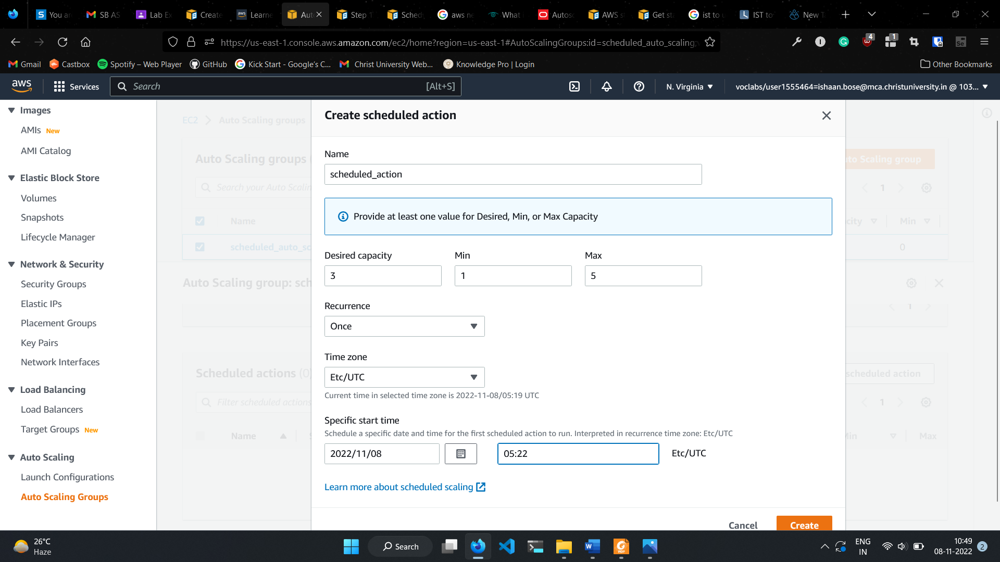 You ar
SB AS
Lab Ex
Create
Learne
Aut
Step 1
Sched
aws ne
What
Autosc
AWS s
Get sta
ist to u
IST to
New T
https://us-east-1.console.aws.amazon.com/ec2/home?region=us-east-1#AutoScalingGroups:id=scheduled_auto_scaling;
4
1
Gmail
Castbox
Spotify – Web Player
GitHub
Kick Start - Google's C...
Christ University Web...
Knowledge Pro | Login
Other Bookmarks
aws
Services
Search
[Alt+S]
N. Virginia
voclabs/user1555464=ishaan.bose@mca.christuniversity.in @ 103...
Images
AMIs New
AMI Catalog
Elastic Block Store
Volumes
Snapshots
Lifecycle Manager
Network & Security
Security Groups
Elastic IPs
Placement Groups
Key Pairs
Network Interfaces
Load Balancing
Load Balancers
Target Groups New
Auto Scaling
Launch Configurations
Auto Scaling Groups
EC2 > Auto Scaling groups
Auto Scaling groups (
to Scaling group
Search your Auto Scalin
1
Name
city
Min
scheduled_auto_sc
0
Auto Scaling group: sch
1
Scheduled actions (0)
scheduled action
Filter scheduled actions
1
Name
S
Min
Max
Create scheduled action
Name
scheduled_action
Provide at least one value for Desired, Min, or Max Capacity
Desired capacity
Min
Max
3
1
5
Recurrence
Once
Time zone
Etc/UTC
Current time in selected time zone is 2022-11-08/05:19 UTC
Specific start time
Schedule a specific date and time for the first scheduled action to run. Interpreted in recurrence time zone: Etc/UTC
2022/11/08
05:22
Etc/UTC
Learn more about scheduled scaling
Cancel
Create
26°C
Haze
Search
ENG
IN
10:49
08-11-2022
2